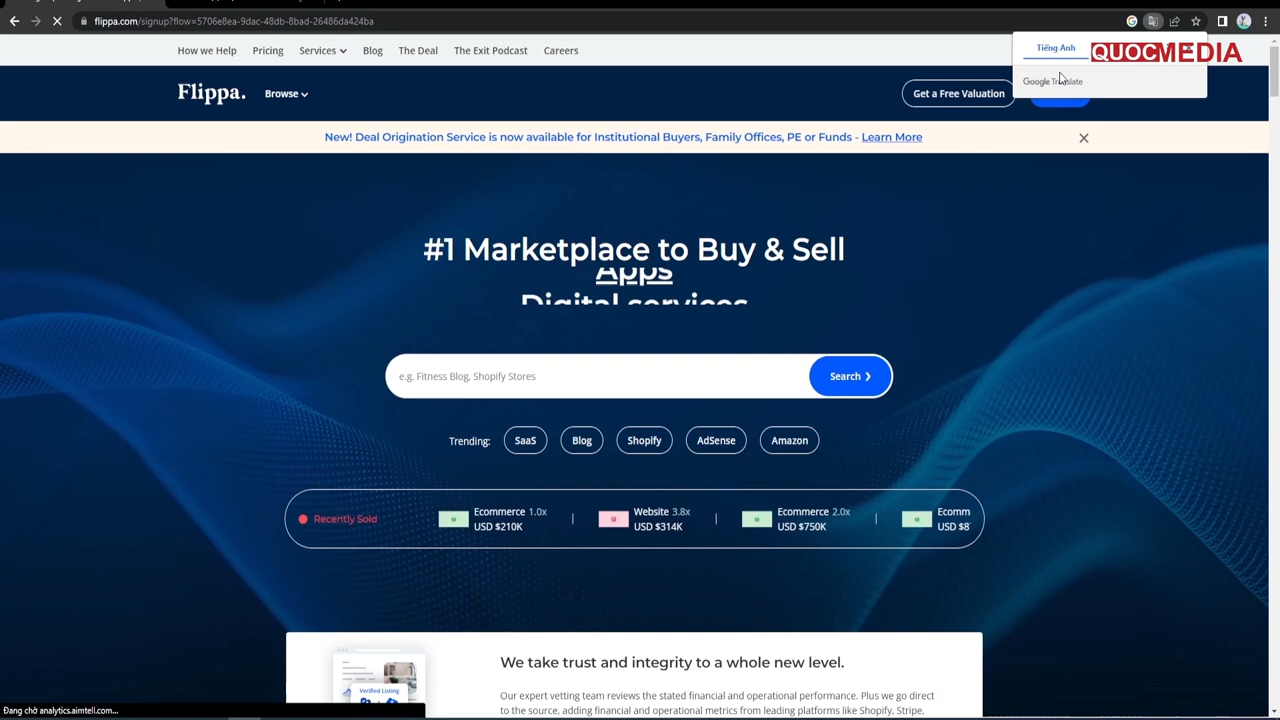 flippa.com/signup?flow=5706e8ea-9dac-48db-8bad-26486da424ba
How we Help Pricing Services Blog The Deal The Exit Podcast Careers
Tiếng Anh
QUOCMEDIA
Google Translate
Flippa. Browse Get a Free Valuation
New! Deal Origination Service is now available for Institutional Buyers, Family Offices, PE or Funds - Learn More
#1 Marketplace to Buy & Sell
Apps
Digital services
e.g. Fitness Blog, Shopify Stores Search
Trending: SaaS Blog Shopify AdSense Amazon
Recently Sold
Ecommerce 1.0x
USD $210K
Website 3.8x
USD $314K
Ecommerce 2.0x
USD $750K
Ecomm
USD $8
We take trust and integrity to a whole new level.
Verified Listing
Our expert vetting team reviews the stated financial and operational performance. Plus we go direct
to the source, adding financial and operational metrics from leading platforms like Shopify, Stripe,
Đang chờ analytics.aimtell.com...